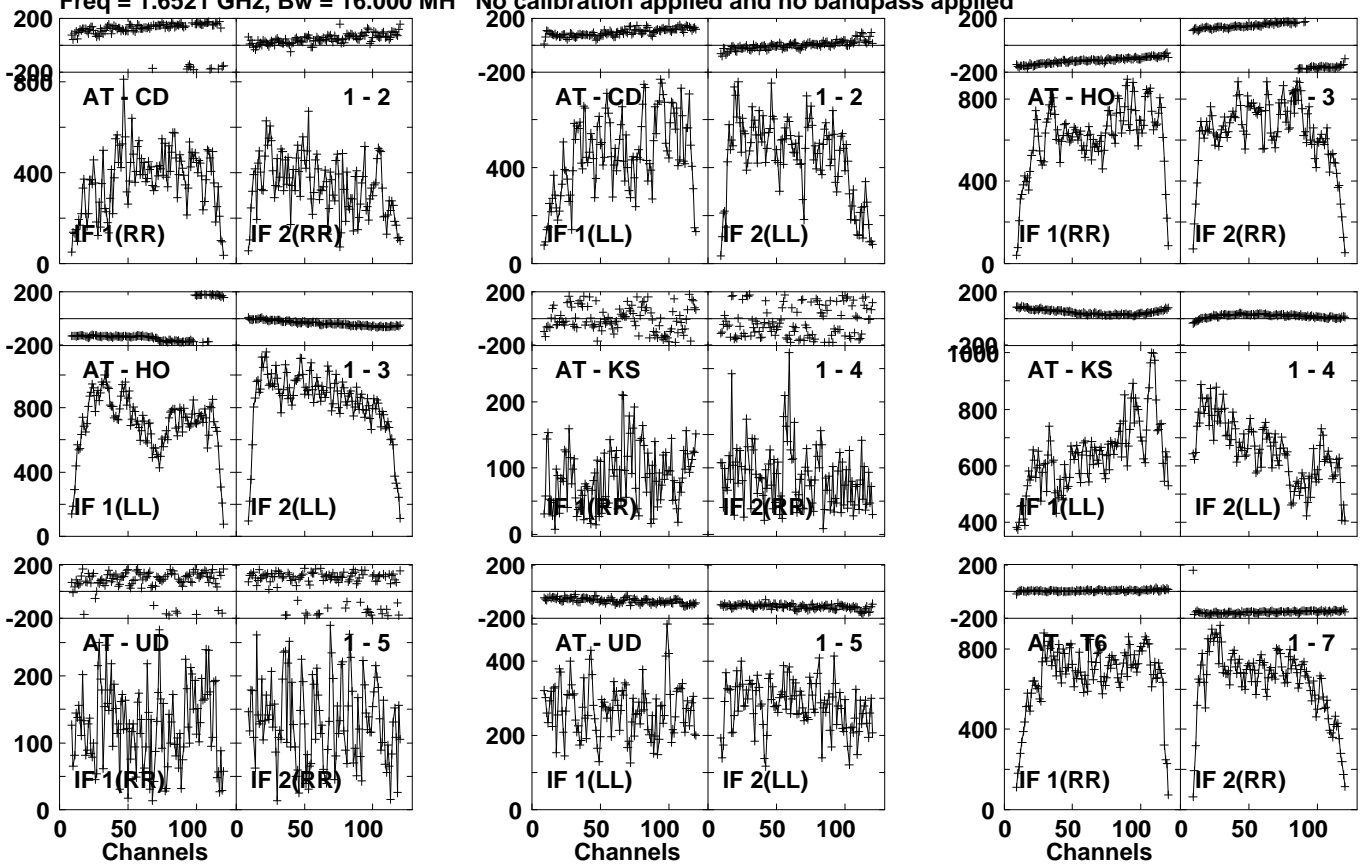 Freq = 1.6521 GHz, Bw = 16.000 MH No calibration applied and no bandpass applied
200
-200
800
400
0
AT - CD
1 - 2
IF 1(RR)
IF 2(RR)
200
-200
800
400
0
AT - CD
1 - 2
IF 1(LL)
IF 2(LL)
200
-200
800
400
0
AT - HO
1 - 3
IF 1(RR)
IF 2(RR)
200
-200
800
400
0
AT - HO
1 - 3
IF 1(LL)
IF 2(LL)
200
-200
200
100
0
AT - KS
1 - 4
IF 1(RR)
IF 2(RR)
200
-200
1000
800
600
400
AT - KS
1 - 4
IF 1(LL)
IF 2(LL)
200
-200
200
100
0
AT - UD
1 - 5
IF 1(RR)
IF 2(RR)
0 50 100 0 50 100
Channels
200
-200
400
200
0
AT - UD
1 - 5
IF 1(LL)
IF 2(LL)
0 50 100 0 50 100
Channels
200
-200
800
400
0
AT - T6
1 - 7
IF 1(RR)
IF 2(RR)
0 50 100 0 50 100
Channels